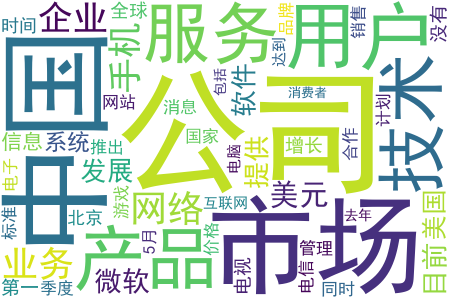 时间
企业
全球
手机
服务
品牌
达到
用户
销售
没有
中国
网站
公司
消息
国家
包括
软件
消费者
计划
技术
信息
系统
推出
电子
发展
游戏
网络
互联网
电脑
提供
增长
合作
标准
北京
产品
5月
价格
美元
市场
去年
目前
美国
业务
第一季度
微软
电视
电信
管理
同时